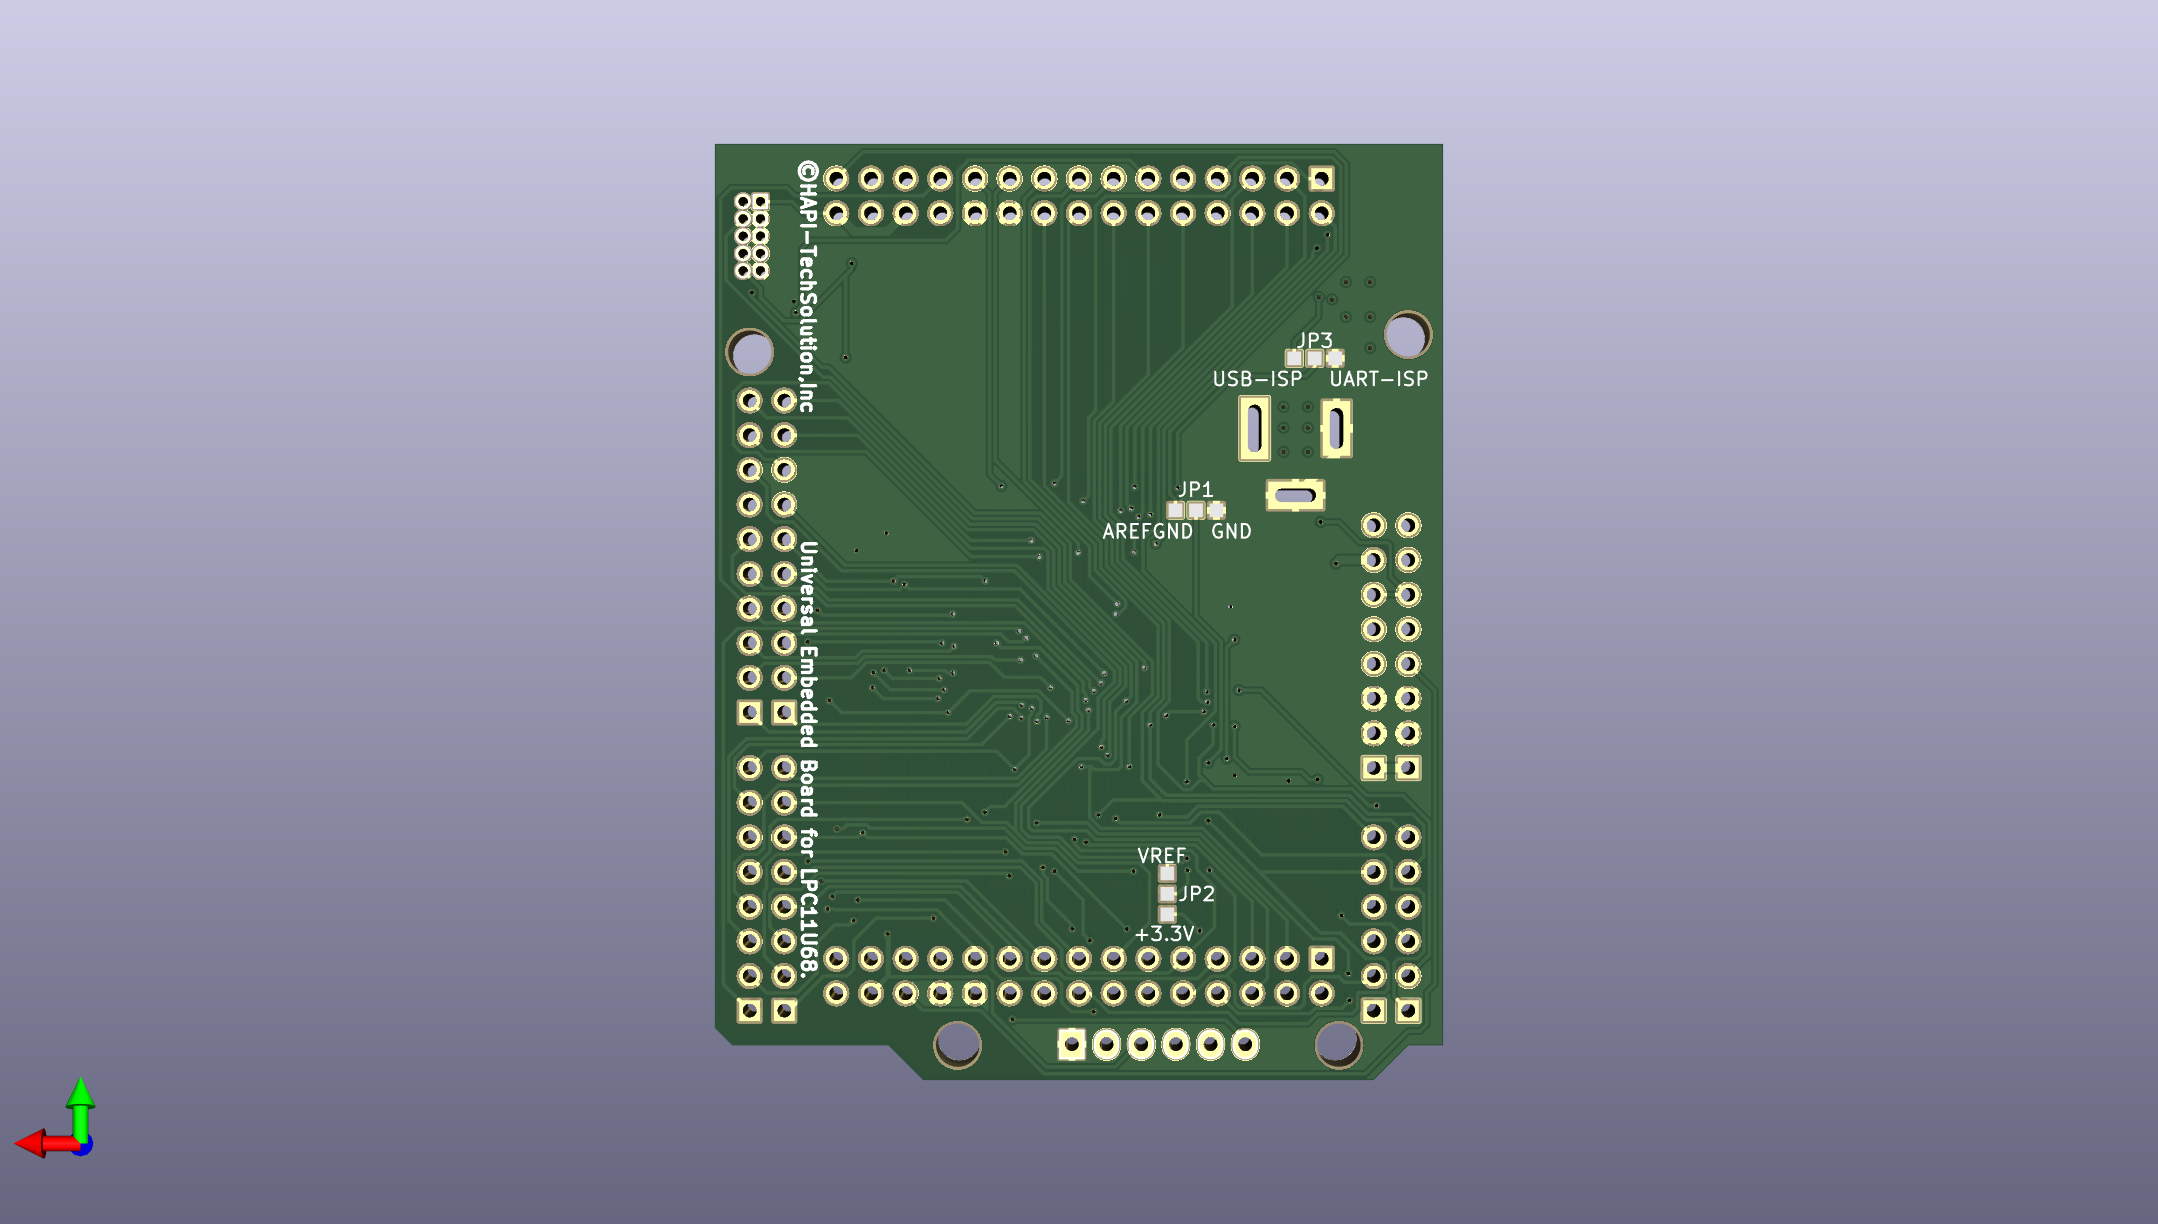 ©HAPI-TechSolution,Inc
JP3
USB-ISP UART-ISP
JP1
AREFGND GND
Universal Embedded Board for LPC11U68.
VREF
JP2
+3.3V